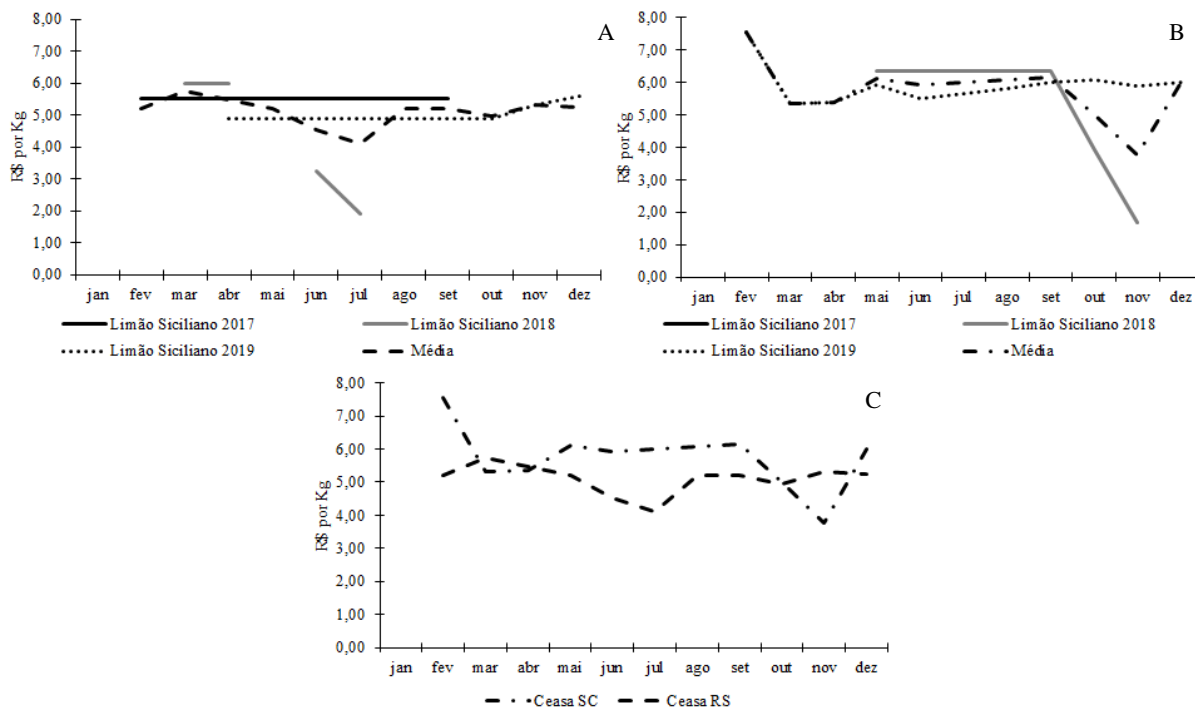 A
R$ por Kg
8,00
7,00
6,00
5,00
4,00
3,00
2,00
1,00
0,00
jan fev mar abr mai jun jul ago set out nov dez
Limão Siciliano 2017 Limão Siciliano 2018
Limão Siciliano 2019 Média
B
R$ por Kg
8,00
7,00
6,00
5,00
4,00
3,00
2,00
1,00
0,00
jan fev mar abr mai jun jul ago set out nov dez
Limão Siciliano 2017 Limão Siciliano 2018
Limão Siciliano 2019 Média
C
R$ por Kg
8,00
7,00
6,00
5,00
4,00
3,00
2,00
1,00
0,00
jan fev mar abr mai jun jul ago set out nov dez
Ceasa SC Ceasa RS